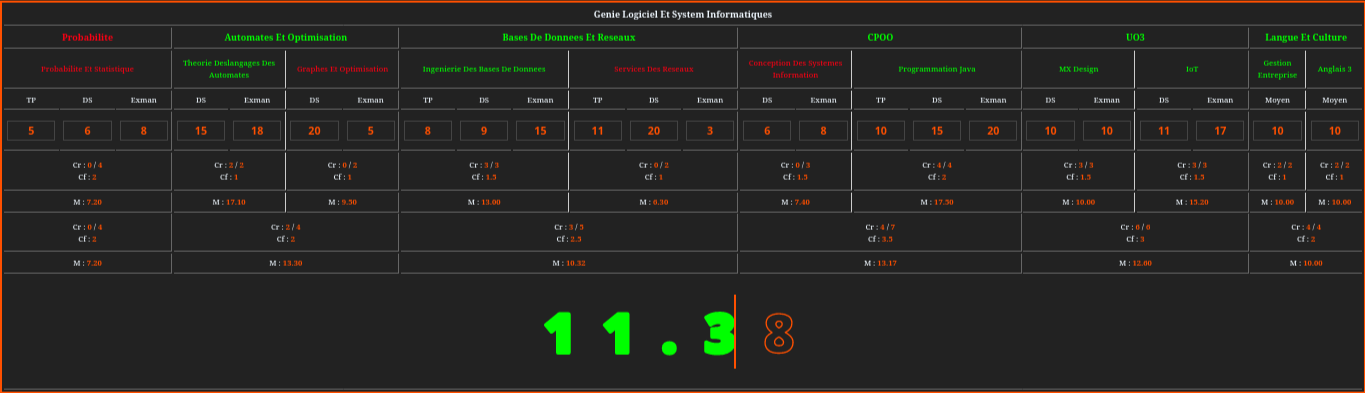 Genie Logiciel Et System Informatiques
Probabilite Automates Et Optimisation Bases De Donnees Et Reseaux CPOO UO3 Langue Et Culture
Probabilite Et Statistique Theorie Deslangages Des Automates Graphes Et Optimisation Ingenierie Des Bases De Donnees Services Des Reseaux Conception Des Systemes Information Programmation Java MX Design IoT Gestion Entreprise Anglais 3
TP DS Exman DS Exman DS Exman TP DS Exman TP DS Exman DS Exman TP DS Exman DS Exman DS Exman Moyen Moyen
5 6 8 15 18 20 5 8 9 15 11 20 3 6 8 10 15 20 10 10 11 17 10 10
Cr : 0 / 4 Cr : 2 / 2 Cr : 0 / 2 Cr : 3 / 3 Cr : 0 / 2 Cr : 0 / 3 Cr : 4 / 4 Cr : 3 / 3 Cr : 3 / 3 Cr : 2 / 2 Cr : 2 / 2
Cf : 2 Cf : 1 Cf : 1 Cf : 1.5 Cf : 1 Cf : 1.5 Cf : 2 Cf : 1.5 Cf : 1.5 Cf : 1 Cf : 1
M : 7.20 M : 17.10 M : 9.50 M : 13.00 M : 6.30 M : 7.40 M : 17.50 M : 10.00 M : 15.20 M : 10.00 M : 10.00
Cr : 0 / 4 Cr : 2 / 4 Cr : 3 / 5 Cr : 4 / 7 Cr : 6 / 6 Cr : 4 / 4
Cf : 2 Cf : 2 Cf : 2.5 Cf : 3.5 Cf : 3 Cf : 2
M : 7.20 M : 13.30 M : 10.32 M : 13.17 M : 12.60 M : 10.00
11.38